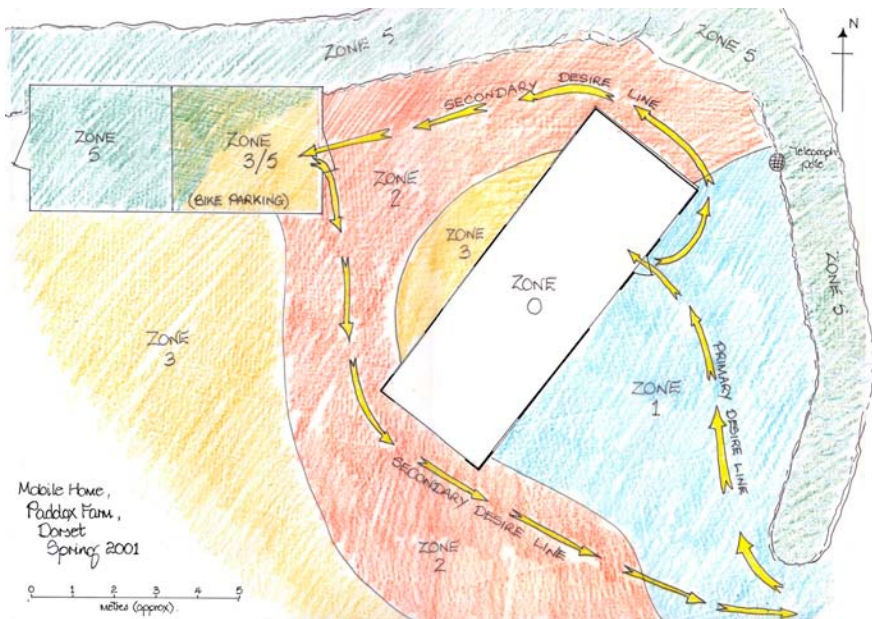 ZONE 5
ZONE 5
N
SECONDARY DESIRE LINE
ZONE
5
ZONE
3/5
(BIKE PARKING)
Telegraph
pole
ZONE
2
ZONE
3
ZONE
0
ZONE 5
ZONE
3
ZONE
1
PRIMARY DESIRE LINE
SECONDARY DESIRE LINE
ZONE
2
Mobile Home,
Paddox Farm,
Dorset
Spring 2001
0 1 2 3 4 5
metres (approx).